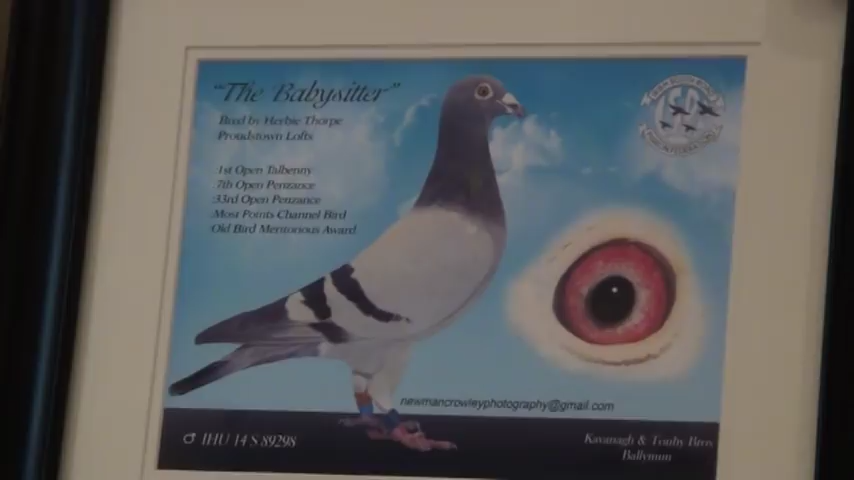 "The Babysitter"
Bred by Herbie Thorpe
Proudstown Lofts
1st Open Talbenny
7th Open Penzance
33rd Open Penzance
Most Points Channel Bird
Old Bird Meritorious Award
newmancrowleyphotography@gmail.com
♂ IHU 14 S 89298
Kavanagh & Touhy Bros
Ballymun